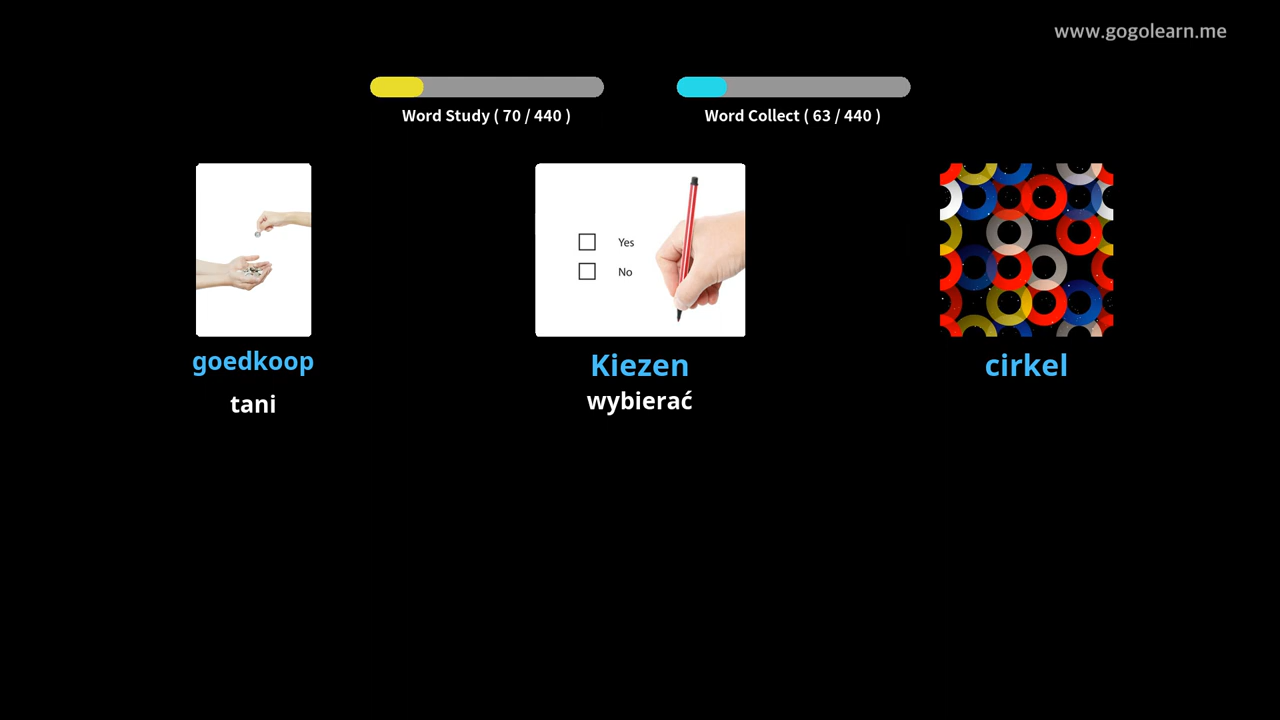 www.gogolearn.me
Word Study ( 70 / 440 )
Word Collect ( 63 / 440 )
Yes
No
goedkoop
tani
Kiezen
wybierać
cirkel